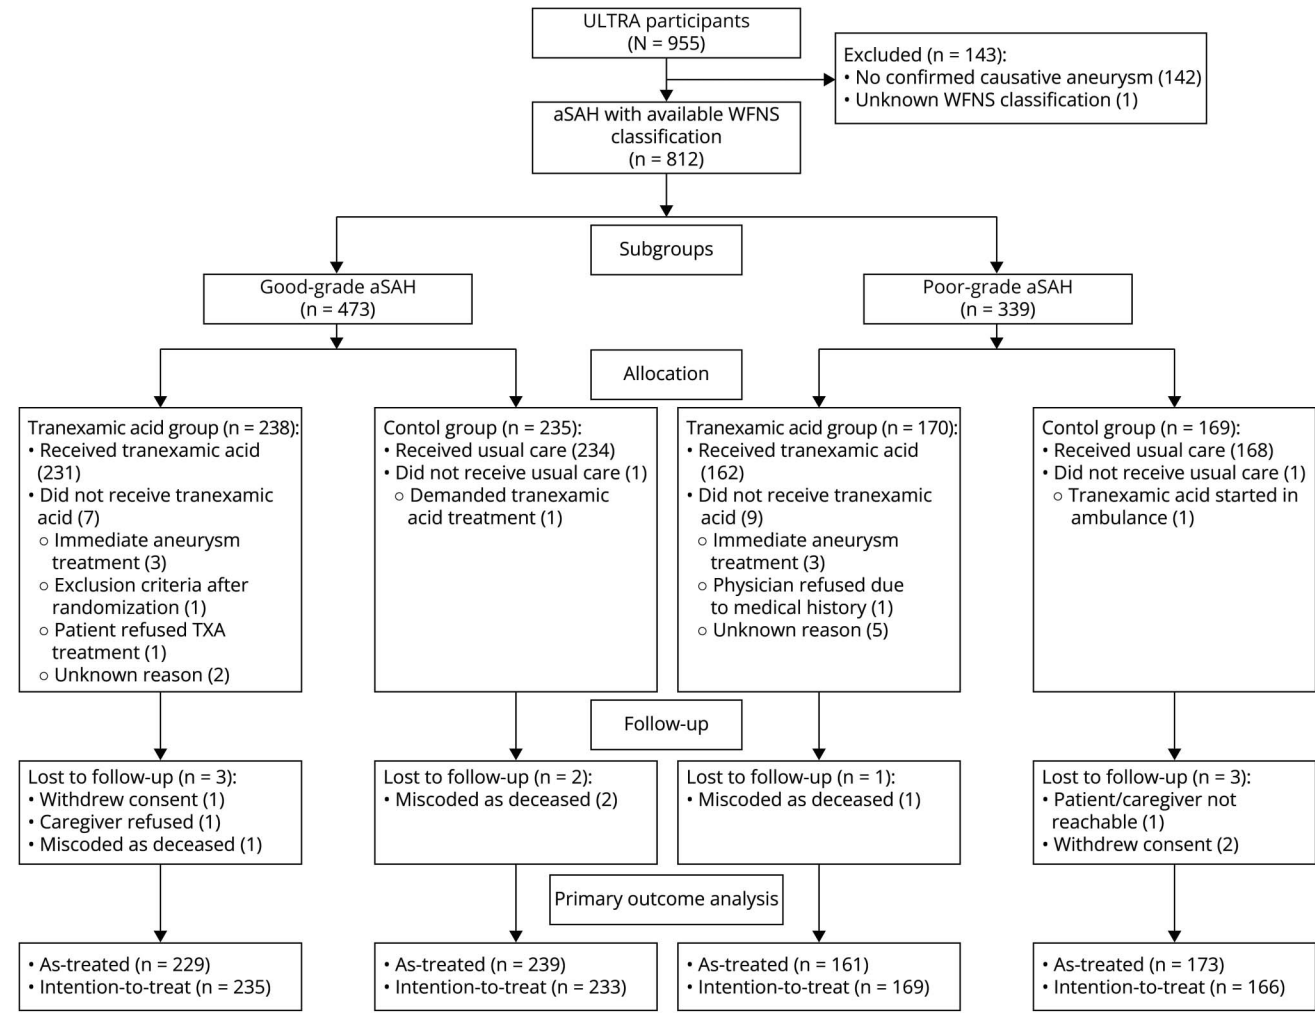 ULTRA participants
(N = 955)
Excluded (n = 143):
• No confirmed causative aneurysm (142)
• Unknown WFNS classification (1)
aSAH with available WFNS
classification
(n = 812)
Subgroups
Good-grade aSAH
(n = 473)
Poor-grade aSAH
(n = 339)
Allocation
Tranexamic acid group (n = 238):
• Received tranexamic acid
(231)
• Did not receive tranexamic
acid (7)
○ Immediate aneurysm
treatment (3)
○ Exclusion criteria after
randomization (1)
○ Patient refused TXA
treatment (1)
○ Unknown reason (2)
Contol group (n = 235):
• Received usual care (234)
• Did not receive usual care (1)
○ Demanded tranexamic
acid treatment (1)
Tranexamic acid group (n = 170):
• Received tranexamic acid
(162)
• Did not receive tranexamic
acid (9)
○ Immediate aneurysm
treatment (3)
○ Physician refused due
to medical history (1)
○ Unknown reason (5)
Contol group (n = 169):
• Received usual care (168)
• Did not receive usual care (1)
○ Tranexamic acid started in
ambulance (1)
Follow-up
Lost to follow-up (n = 3):
• Withdrew consent (1)
• Caregiver refused (1)
• Miscoded as deceased (1)
Lost to follow-up (n = 2):
• Miscoded as deceased (2)
Lost to follow-up (n = 1):
• Miscoded as deceased (1)
Lost to follow-up (n = 3):
• Patient/caregiver not
reachable (1)
• Withdrew consent (2)
Primary outcome analysis
• As-treated (n = 229)
• Intention-to-treat (n = 235)
• As-treated (n = 239)
• Intention-to-treat (n = 233)
• As-treated (n = 161)
• Intention-to-treat (n = 169)
• As-treated (n = 173)
• Intention-to-treat (n = 166)